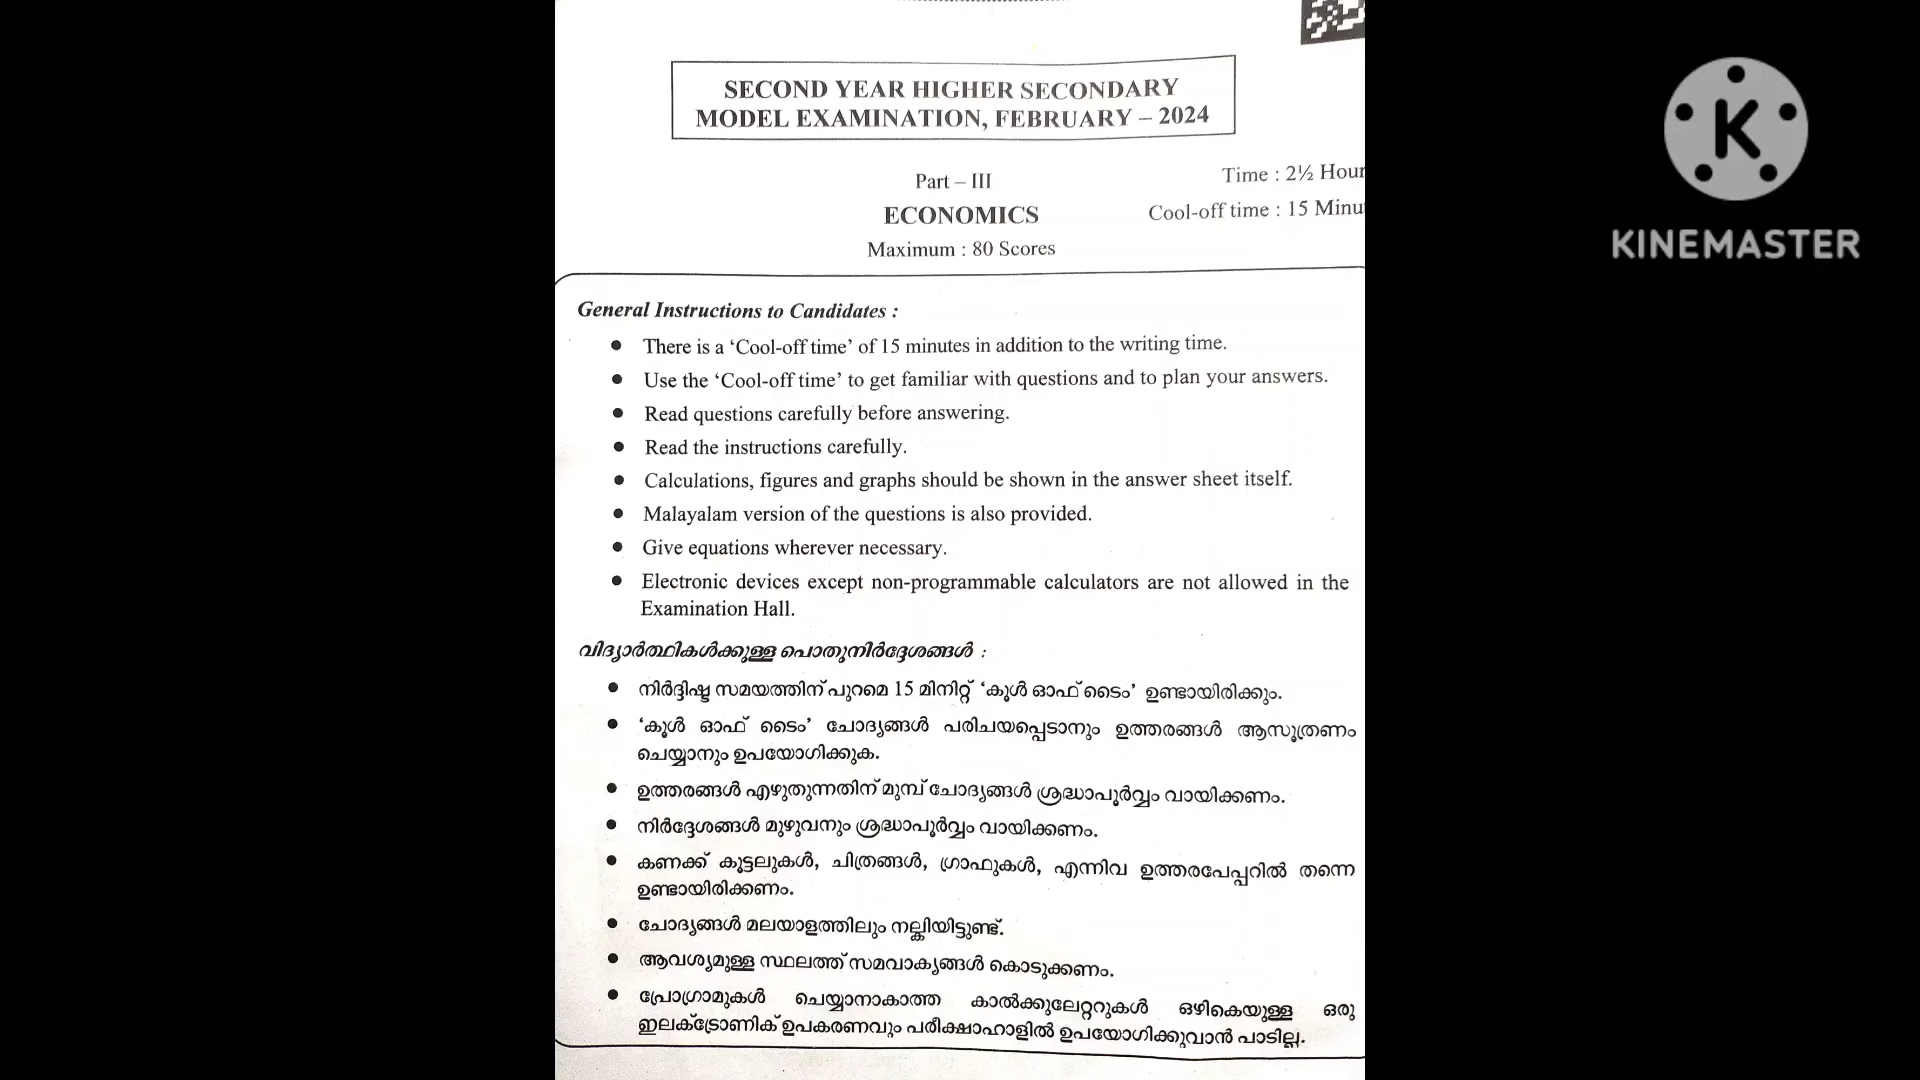 SECOND YEAR HIGHER SECONDARY
MODEL EXAMINATION, FEBRUARY – 2024
Part – III
Time : 2½ Hour
ECONOMICS
Cool-off time : 15 Minu
Maximum : 80 Scores
General Instructions to Candidates :
● There is a ‘Cool-off time’ of 15 minutes in addition to the writing time.
● Use the ‘Cool-off time’ to get familiar with questions and to plan your answers.
● Read questions carefully before answering.
● Read the instructions carefully.
● Calculations, figures and graphs should be shown in the answer sheet itself.
● Malayalam version of the questions is also provided.
● Give equations wherever necessary.
● Electronic devices except non-programmable calculators are not allowed in the
Examination Hall.
വിദ്യാർത്ഥികൾക്കുള്ള പൊതുനിർദ്ദേശങ്ങൾ :
● നിർദ്ദിഷ്ട സമയത്തിന് പുറമെ 15 മിനിറ്റ് ‘കൂൾ ഓഫ് ടൈം’ ഉണ്ടായിരിക്കും.
● ‘കൂൾ ഓഫ് ടൈം’ ചോദ്യങ്ങൾ പരിചയപ്പെടാനും ഉത്തരങ്ങൾ ആസൂത്രണം
ചെയ്യാനും ഉപയോഗിക്കുക.
● ഉത്തരങ്ങൾ എഴുതുന്നതിന് മുമ്പ് ചോദ്യങ്ങൾ ശ്രദ്ധാപൂർവ്വം വായിക്കണം.
● നിർദ്ദേശങ്ങൾ മുഴുവനും ശ്രദ്ധാപൂർവ്വം വായിക്കണം.
● കണക്ക് കൂട്ടലുകൾ, ചിത്രങ്ങൾ, ഗ്രാഫുകൾ, എന്നിവ ഉത്തരപേപ്പറിൽ തന്നെ
ഉണ്ടായിരിക്കണം.
● ചോദ്യങ്ങൾ മലയാളത്തിലും നല്കിയിട്ടുണ്ട്.
● ആവശ്യമുള്ള സ്ഥലത്ത് സമവാക്യങ്ങൾ കൊടുക്കണം.
● പ്രോഗ്രാമുകൾ ചെയ്യാനാകാത്ത കാൽക്കുലേറ്ററുകൾ ഒഴികെയുള്ള ഒരു
ഇലക്ട്രോണിക് ഉപകരണവും പരീക്ഷാഹാളിൽ ഉപയോഗിക്കുവാൻ പാടില്ല.
K
KINEMASTER